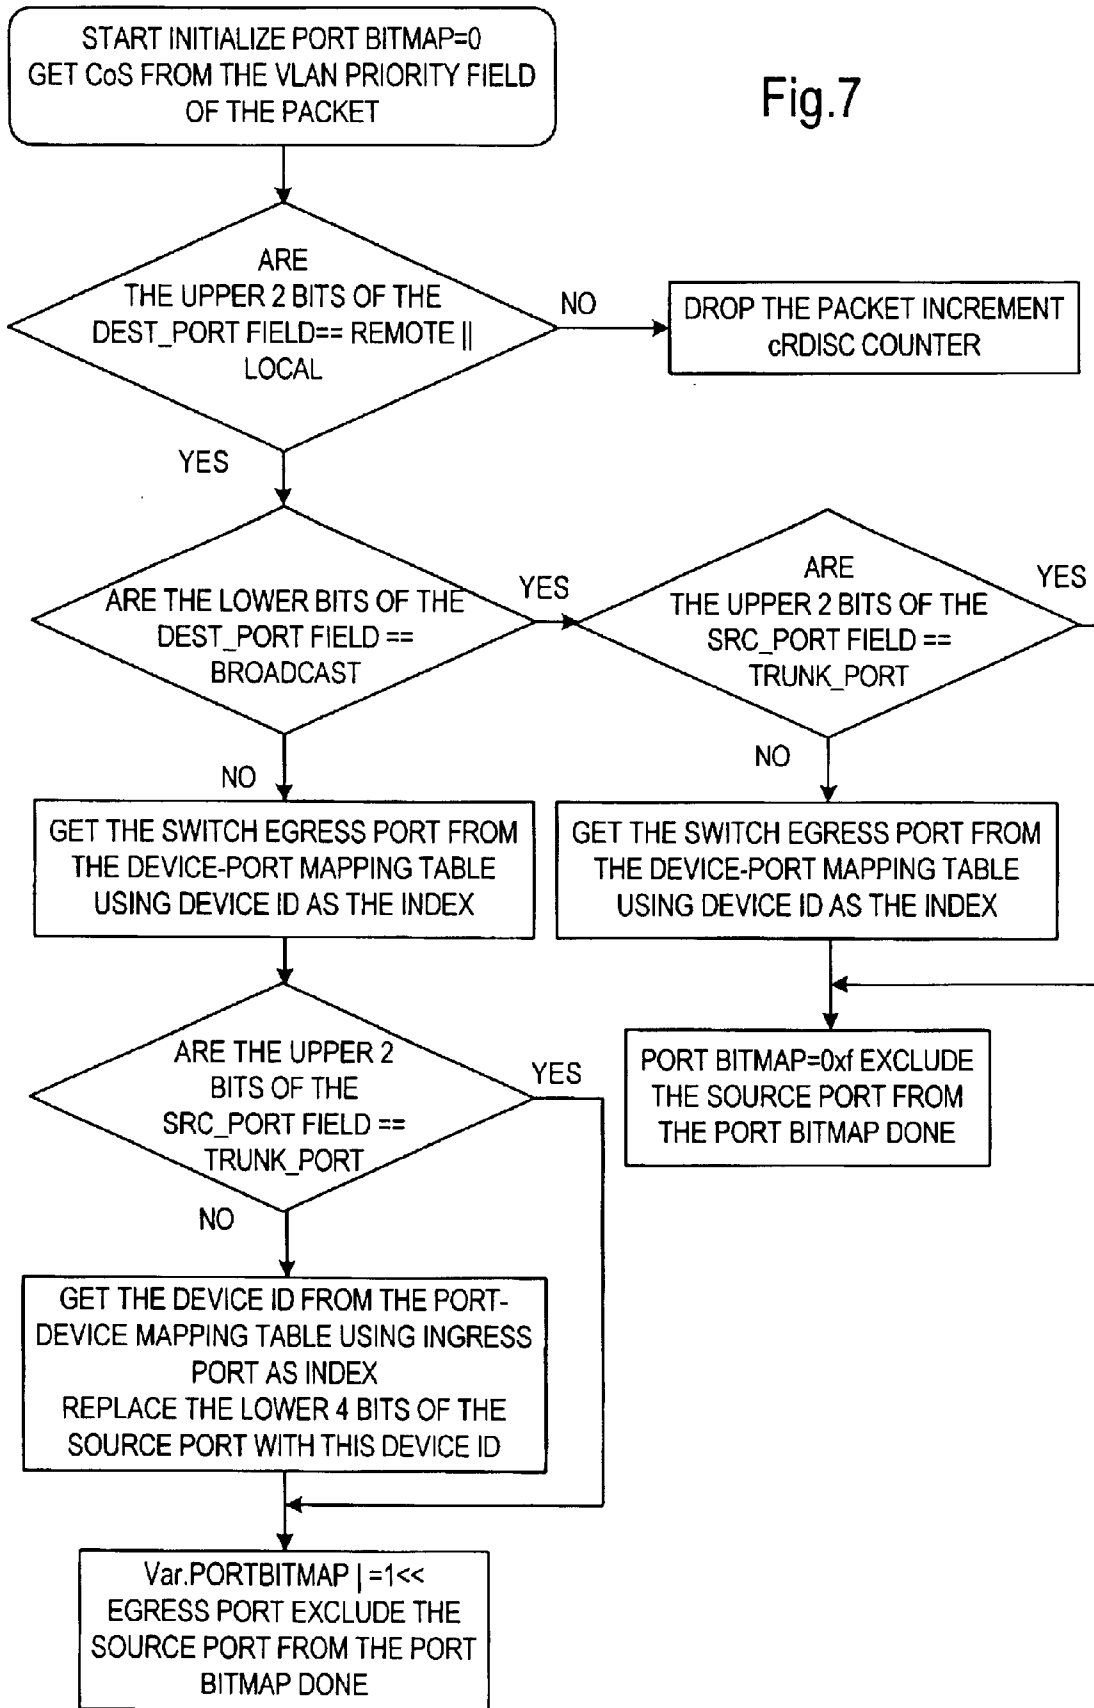 START INITIALIZE PORT BITMAP=0
GET CoS FROM THE VLAN PRIORITY FIELD
OF THE PACKET
Fig.7
ARE
THE UPPER 2 BITS OF THE
DEST_PORT FIELD== REMOTE ||
LOCAL
NO
DROP THE PACKET INCREMENT
cRDISC COUNTER
YES
ARE THE LOWER BITS OF THE
DEST_PORT FIELD ==
BROADCAST
YES
ARE
THE UPPER 2 BITS OF THE
SRC_PORT FIELD ==
TRUNK_PORT
YES
NO
NO
GET THE SWITCH EGRESS PORT FROM
THE DEVICE-PORT MAPPING TABLE
USING DEVICE ID AS THE INDEX
GET THE SWITCH EGRESS PORT FROM
THE DEVICE-PORT MAPPING TABLE
USING DEVICE ID AS THE INDEX
ARE THE UPPER 2
BITS OF THE
SRC_PORT FIELD ==
TRUNK_PORT
YES
PORT BITMAP=0xf EXCLUDE
THE SOURCE PORT FROM
THE PORT BITMAP DONE
NO
GET THE DEVICE ID FROM THE PORT-
DEVICE MAPPING TABLE USING INGRESS
PORT AS INDEX
REPLACE THE LOWER 4 BITS OF THE
SOURCE PORT WITH THIS DEVICE ID
Var.PORTBITMAP | =1<<
EGRESS PORT EXCLUDE THE
SOURCE PORT FROM THE PORT
BITMAP DONE